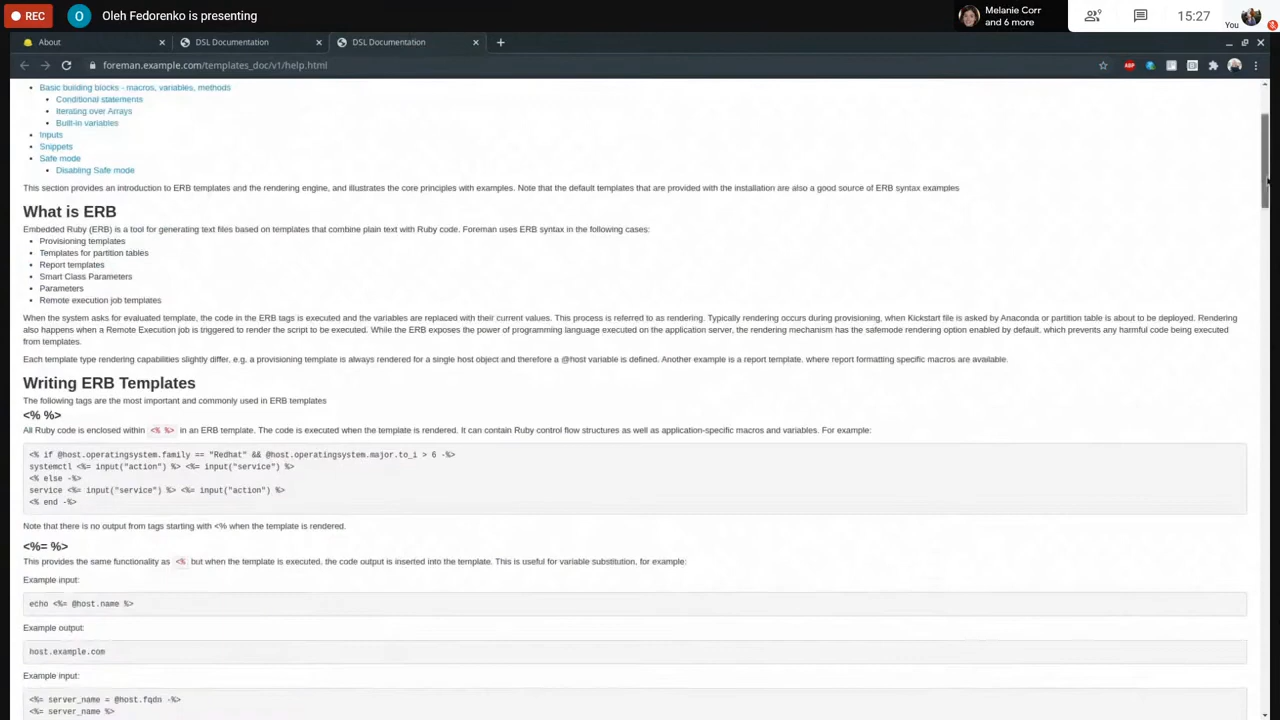 REC
O
Oleh Fedorenko is presenting
Melanie Corr
and 6 more
9
15:27
You
About
DSL Documentation
DSL Documentation
foreman.example.com/templates_doc/v1/help.html
ABP
Basic building blocks - macros, variables, methods
Conditional statements
Iterating over Arrays
Built-in variables
Inputs
Snippets
Safe mode
Disabling Safe mode
This section provides an introduction to ERB templates and the rendering engine, and illustrates the core principles with examples. Note that the default templates that are provided with the installation are also a good source of ERB syntax examples
What is ERB
Embedded Ruby (ERB) is a tool for generating text files based on templates that combine plain text with Ruby code. Foreman uses ERB syntax in the following cases:
Provisioning templates
Templates for partition tables
Report templates
Smart Class Parameters
Parameters
Remote execution job templates
When the system asks for evaluated template, the code in the ERB tags is executed and the variables are replaced with their current values. This process is referred to as rendering. Typically rendering occurs during provisioning, when Kickstart file is asked by Anaconda or partition table is about to be deployed. Rendering
also happens when a Remote Execution job is triggered to render the script to be executed. While the ERB exposes the power of programming language executed on the application server, the rendering mechanism has the safemode rendering option enabled by default, which prevents any harmful code being executed
from templates.
Each template type rendering capabilities slightly differ, e.g. a provisioning template is always rendered for a single host object and therefore a @host variable is defined. Another example is a report template, where report formatting specific macros are available.
Writing ERB Templates
The following tags are the most important and commonly used in ERB templates
<% %>
All Ruby code is enclosed within <% %> in an ERB template. The code is executed when the template is rendered. It can contain Ruby control flow structures as well as application-specific macros and variables. For example:
<% if @host.operatingsystem.family == "Redhat" && @host.operatingsystem.major.to_i > 6 -%>
systemctl <%= input("action") %> <%= input("service") %>
<% else -%>
service <%= input("service") %> <%= input("action") %>
<% end -%>
Note that there is no output from tags starting with <% when the template is rendered.
<%= %>
This provides the same functionality as <% but when the template is executed, the code output is inserted into the template. This is useful for variable substitution, for example:
Example input:
echo <%= @host.name %>
Example output:
host.example.com
Example input:
<%= server_name = @host.fqdn -%>
<%= server_name %>